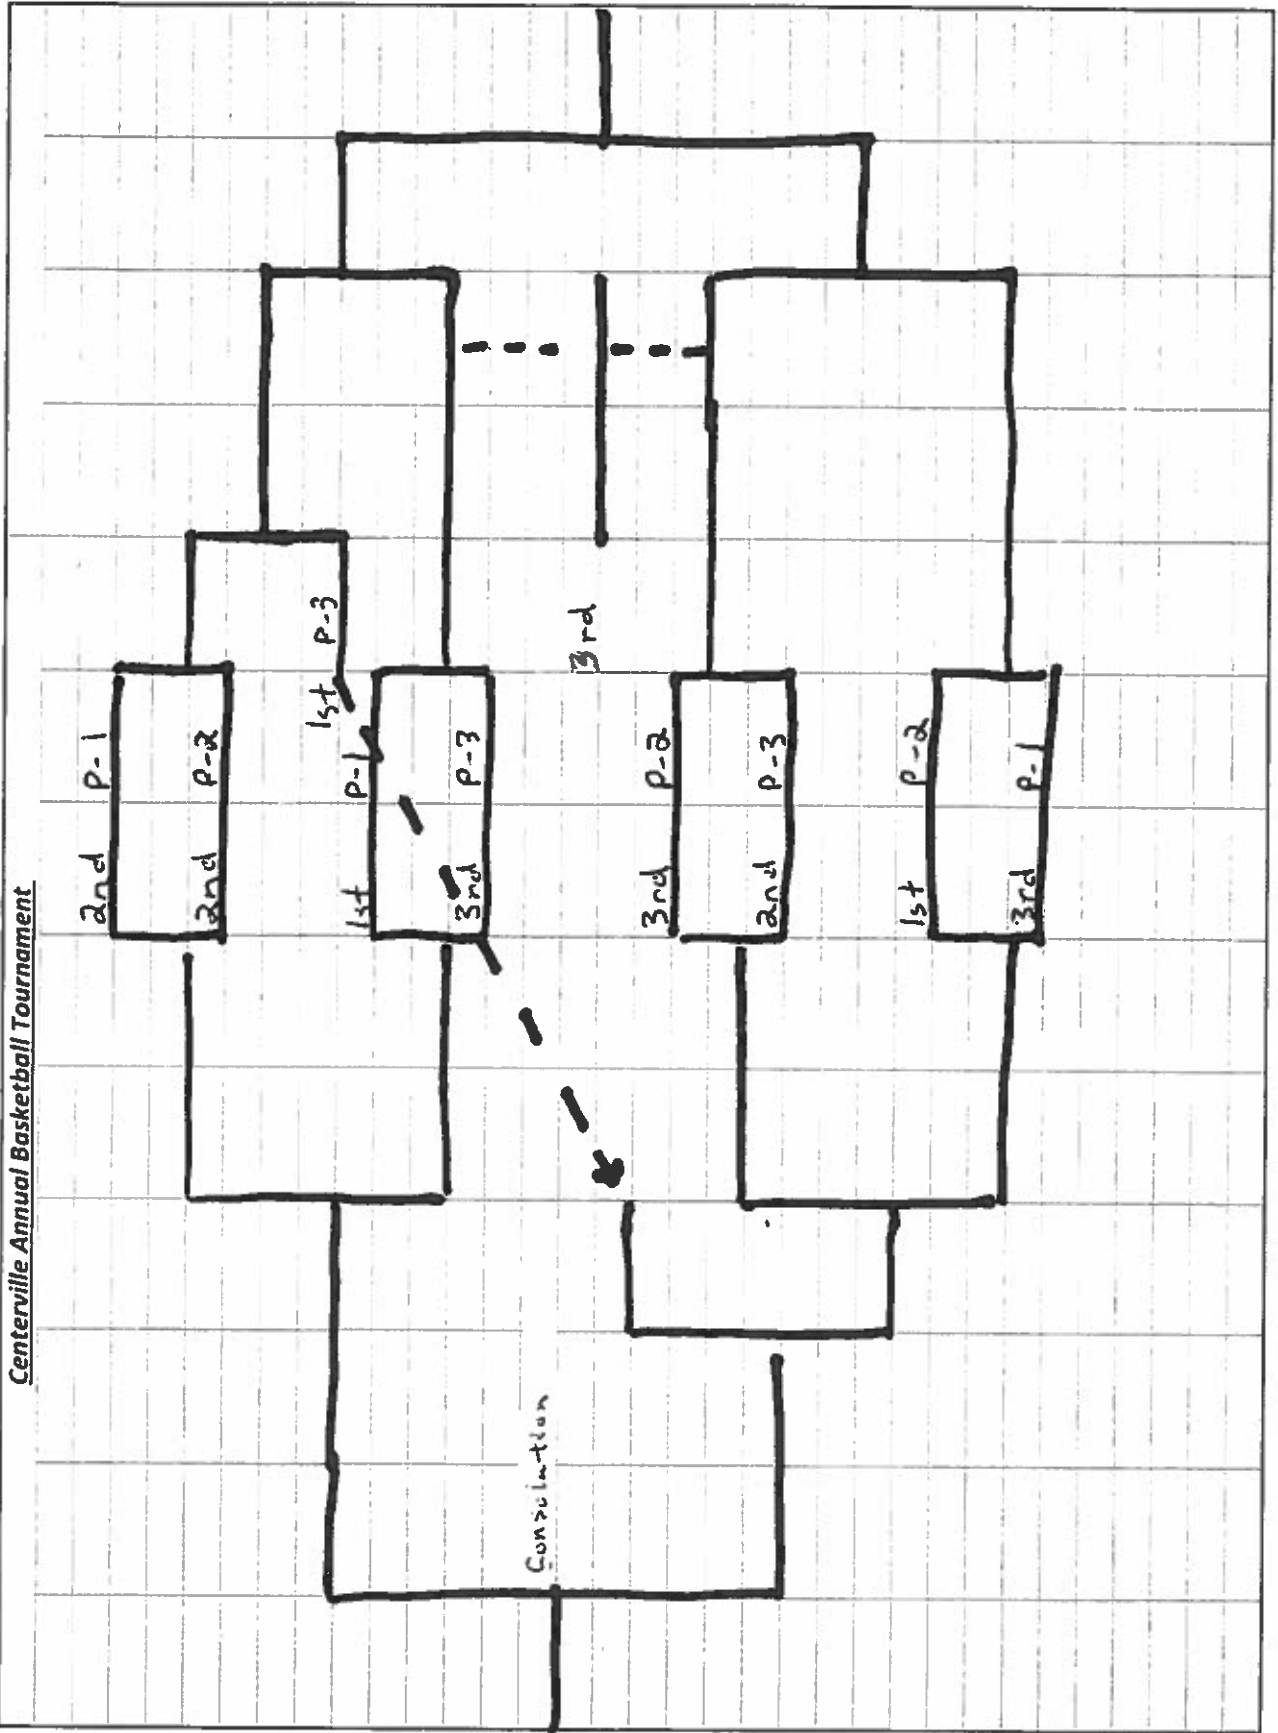 Centerville Annual Basketball Tournament
2nd P-1
2nd P-2
1st P-3
1st P-1
3rd P-3
3rd
3rd P-2
2nd P-3
1st P-2
3rd P-1
Consolation